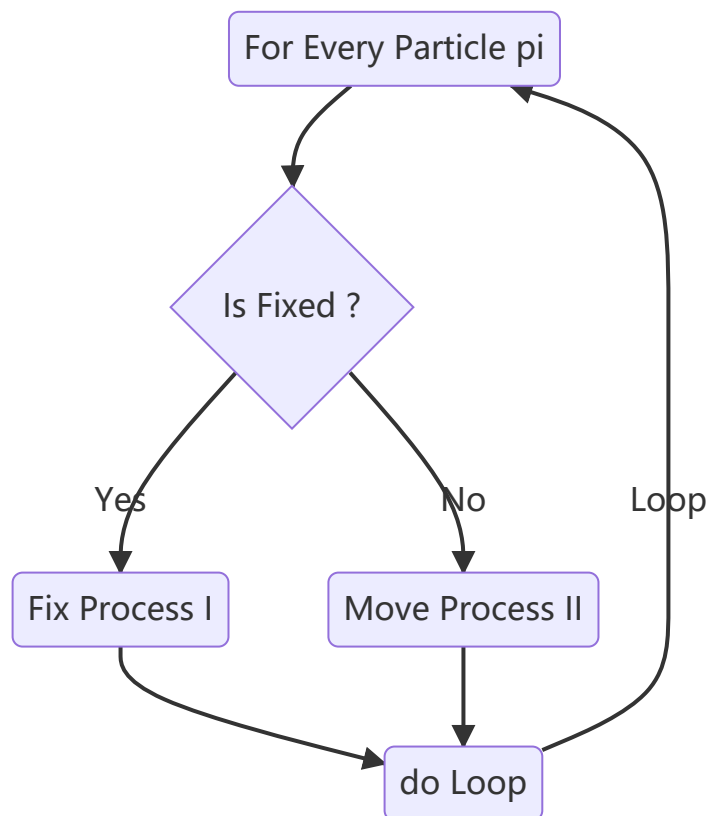 For Every Particle pi
Is Fixed ?
Yes
No
Loop
Fix Process I
Move Process II
do Loop